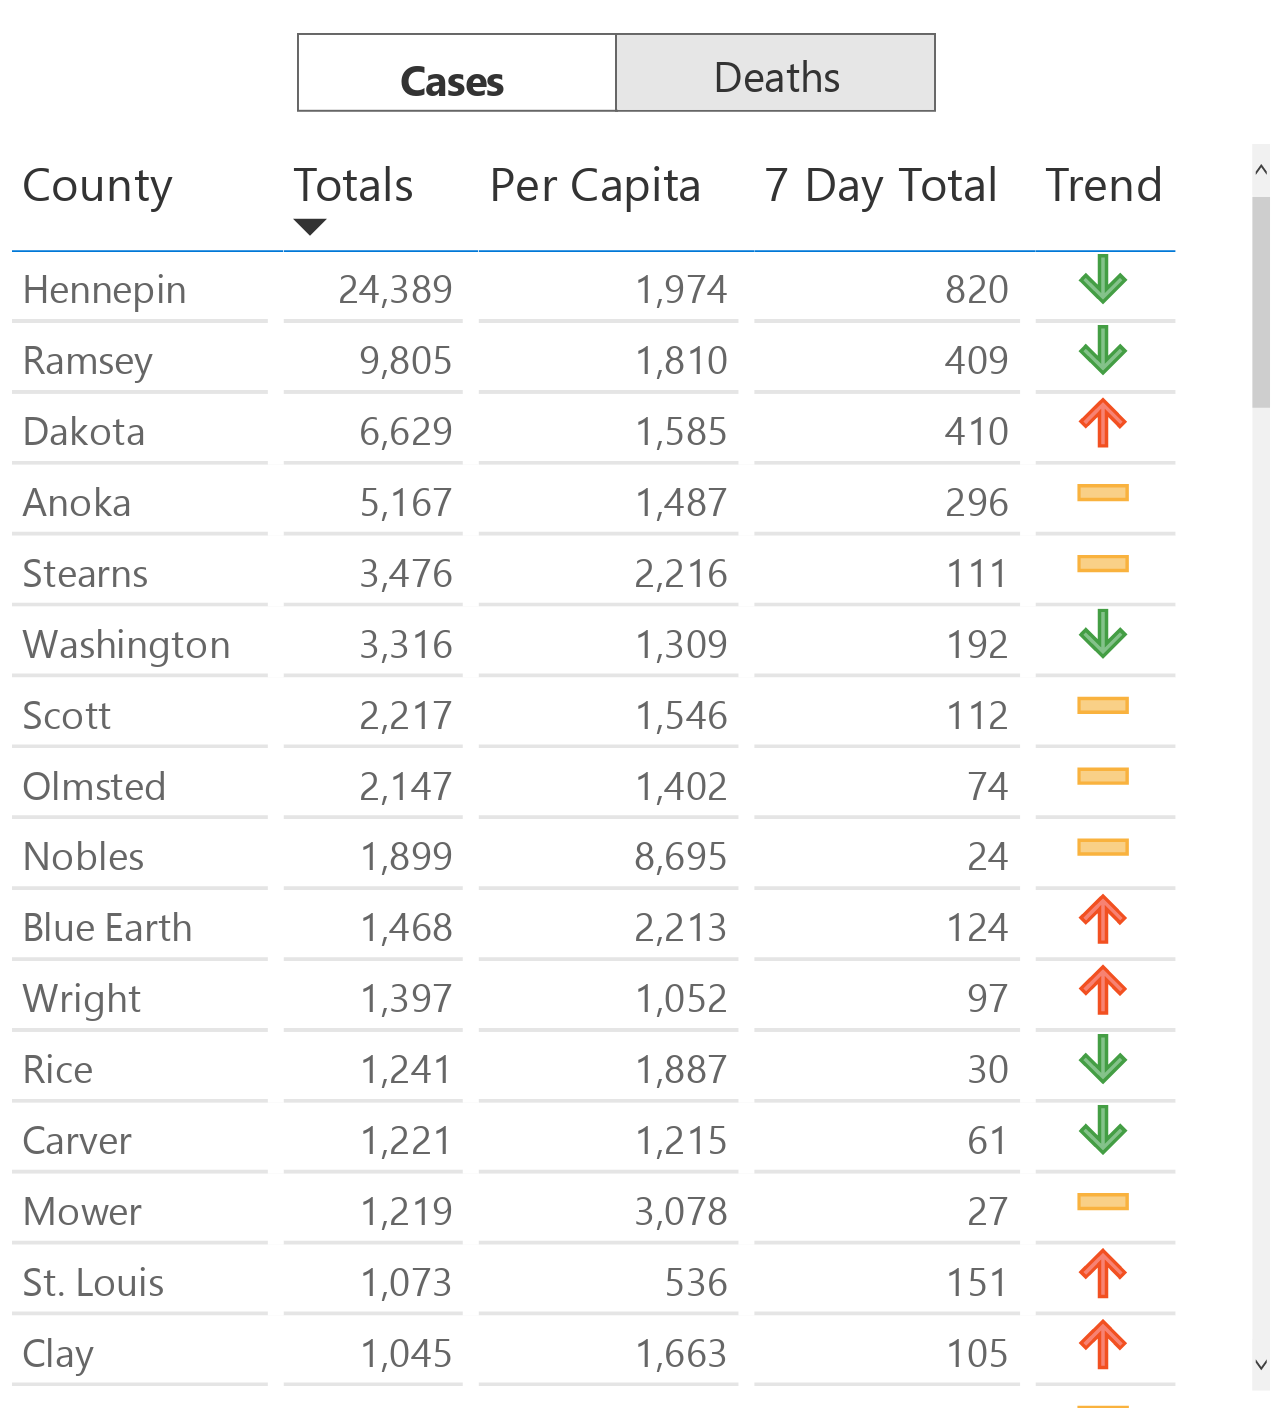 Cases Deaths
County Totals Per Capita 7 Day Total Trend
Hennepin 24,389 1,974 820
Ramsey 9,805 1,810 409
Dakota 6,629 1,585 410
Anoka 5,167 1,487 296
Stearns 3,476 2,216 111
Washington 3,316 1,309 192
Scott 2,217 1,546 112
Olmsted 2,147 1,402 74
Nobles 1,899 8,695 24
Blue Earth 1,468 2,213 124
Wright 1,397 1,052 97
Rice 1,241 1,887 30
Carver 1,221 1,215 61
Mower 1,219 3,078 27
St. Louis 1,073 536 151
Clay 1,045 1,663 105